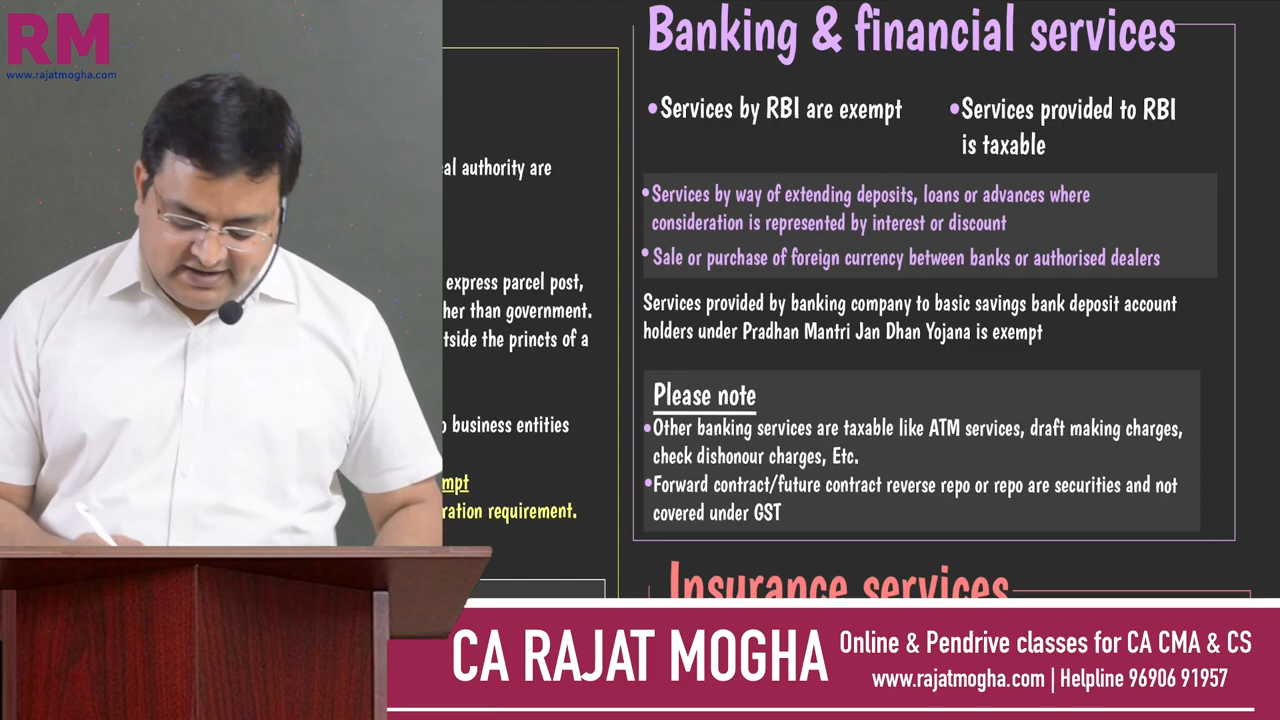 RM
www.rajatmogha.com
al authority are
express parcel post,
her than government.
tside the princts of a
business entities
mpt
ration requirement.
Banking & financial services
•Services by RBI are exempt
•Services provided to RBI
is taxable
•Services by way of extending deposits, loans or advances where
consideration is represented by interest or discount
• Sale or purchase of foreign currency between banks or authorised dealers
Services provided by banking company to basic savings bank deposit account
holders under Pradhan Mantri Jan Dhan Yojana is exempt
Please note
•Other banking services are taxable like ATM services, draft making charges,
check dishonour charges, Etc.
•Forward contract/future contract reverse repo or repo are securities and not
covered under GST
Insurance services
CA RAJAT MOGHA
Online & Pendrive classes for CA CMA & CS
www.rajatmogha.com | Helpline 96906 91957